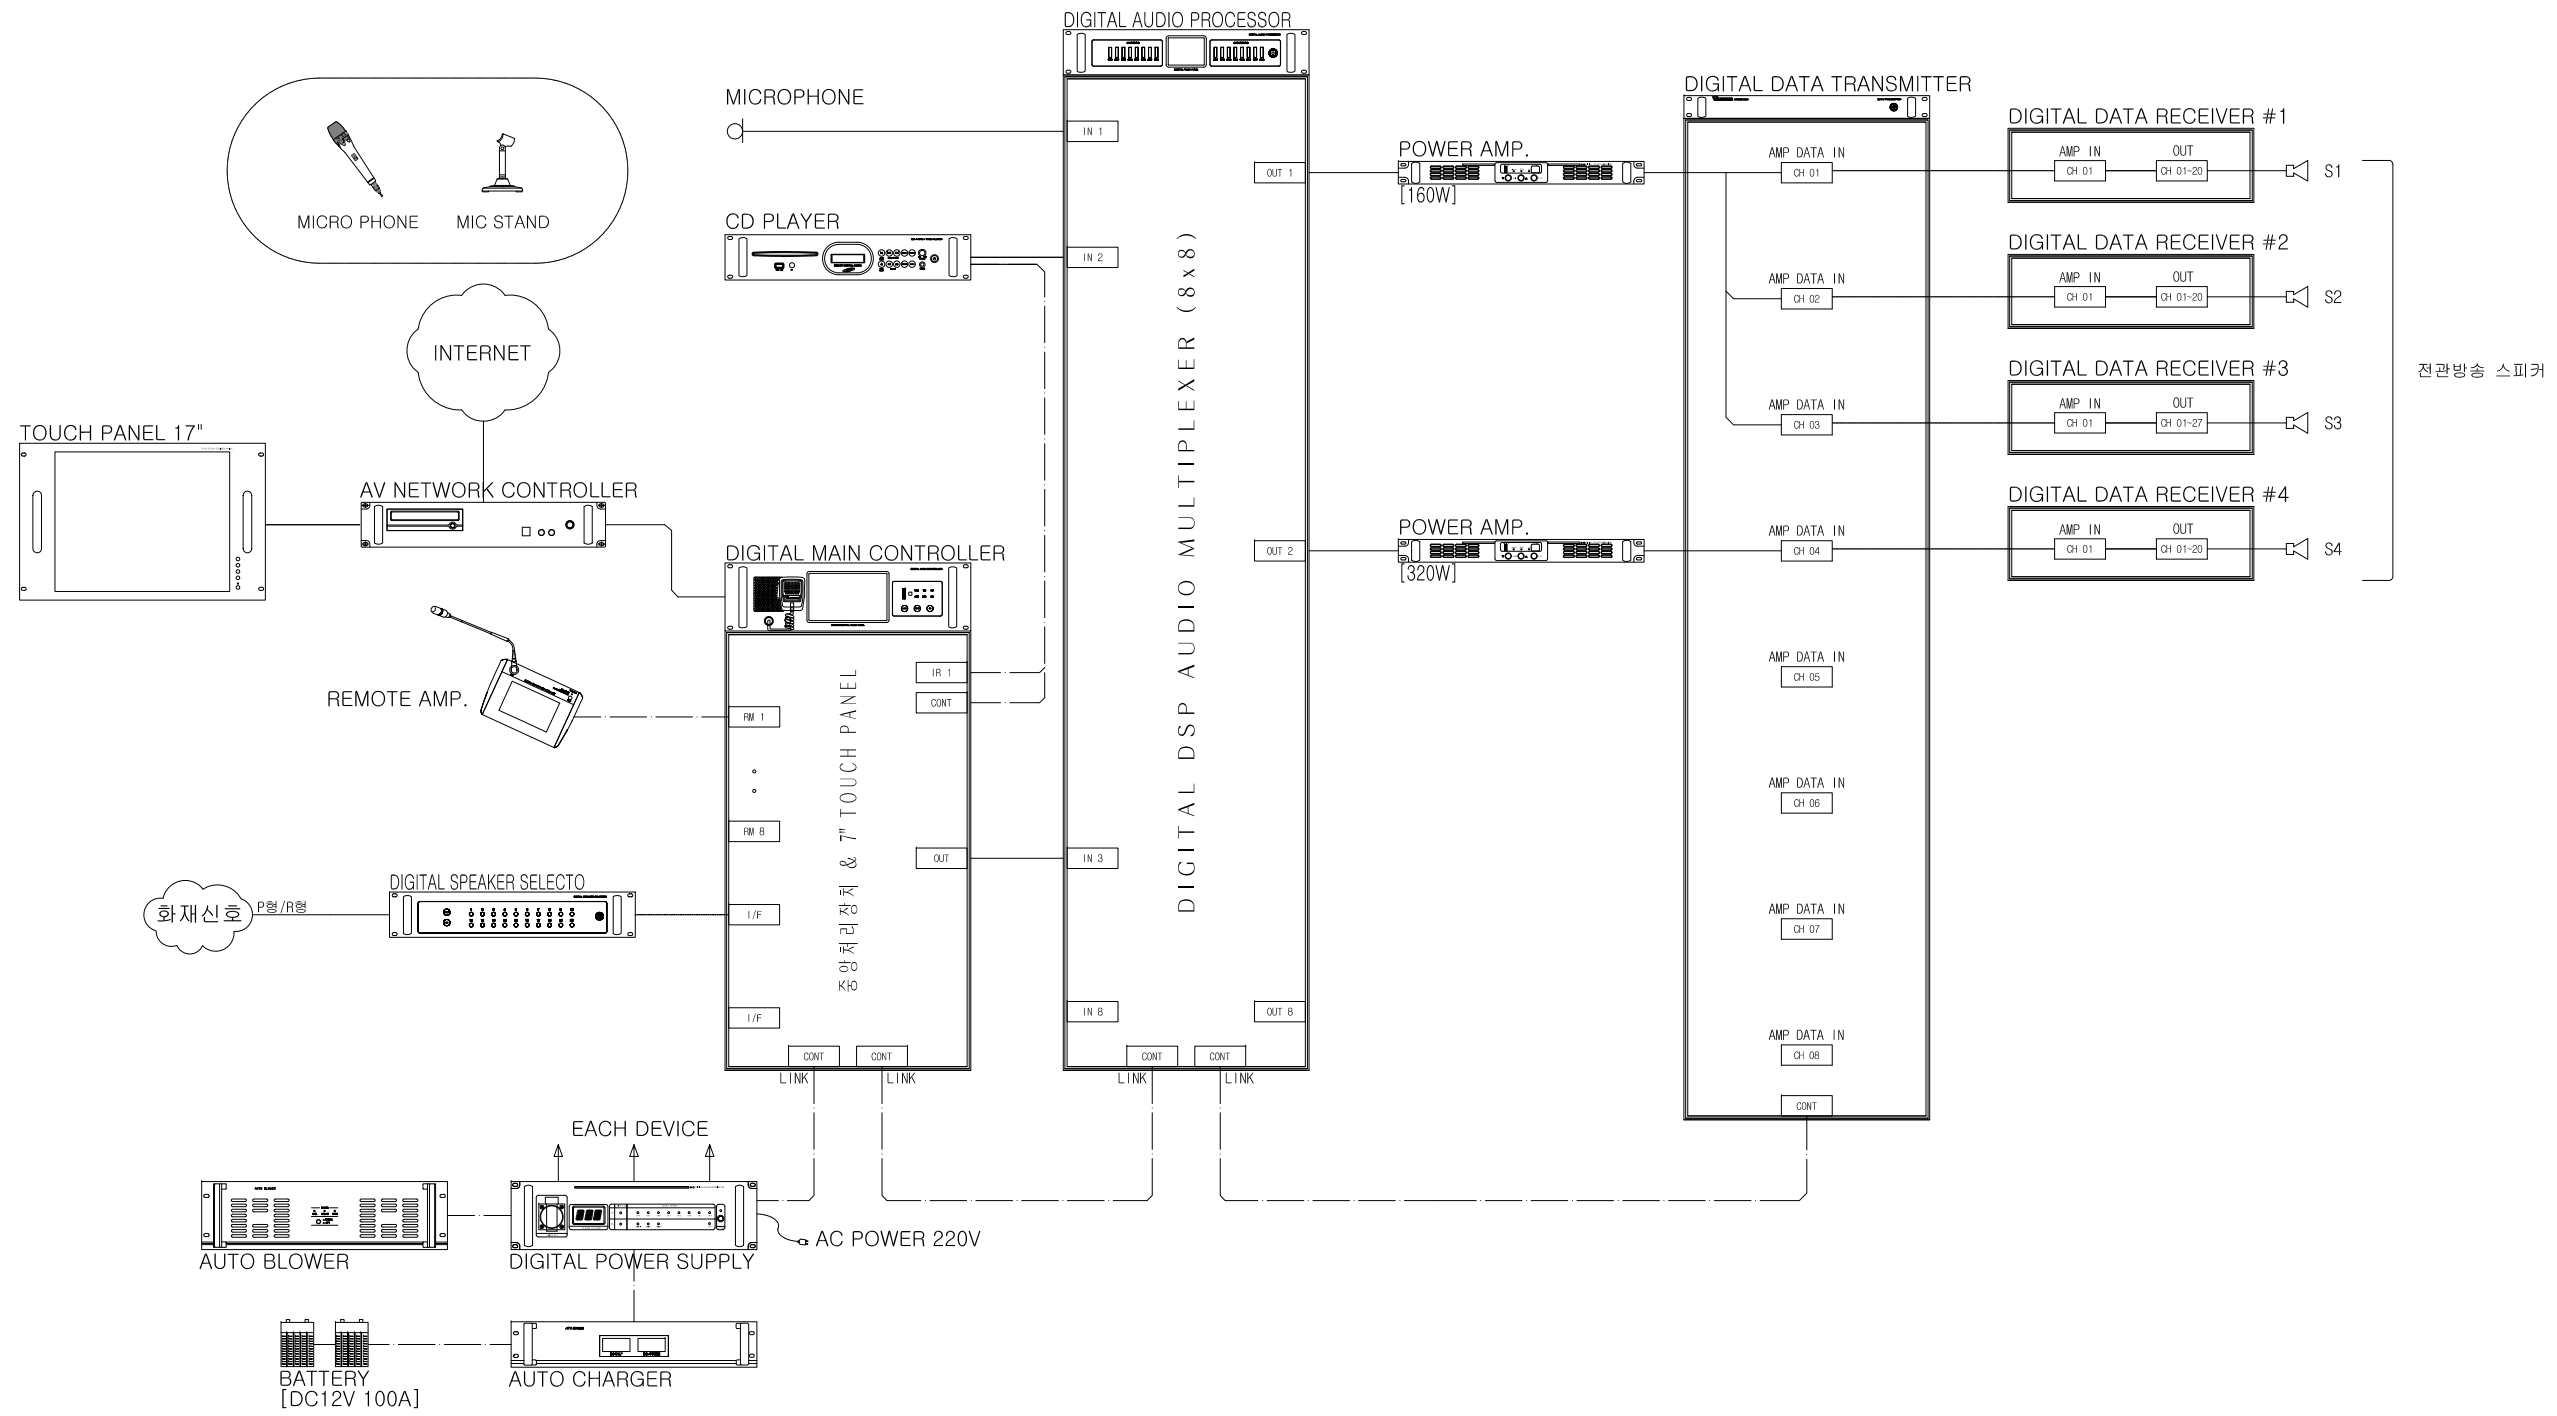 DIGITAL AUDIO PROCESSOR
MICROPHONE
IN 1
MICRO PHONE
MIC STAND
CD PLAYER
IN 2
INTERNET
TOUCH PANEL 17"
AV NETWORK CONTROLLER
DIGITAL MAIN CONTROLLER
REMOTE AMP.
RM 1
RM 8
IR 1
CONT
OUT
I/F
I/F
CONT
CONT
LINK
LINK
중앙처리장치 & 7" TOUCH PANEL
화재신호
P형/R형
DIGITAL SPEAKER SELECTO
IN 3
IN 8
OUT 1
OUT 2
OUT 8
CONT
CONT
LINK
LINK
DIGITAL DSP AUDIO MULTIPLEXER (8x8)
POWER AMP.
[160W]
POWER AMP.
[320W]
DIGITAL DATA TRANSMITTER
AMP DATA IN
CH 01
AMP DATA IN
CH 02
AMP DATA IN
CH 03
AMP DATA IN
CH 04
AMP DATA IN
CH 05
AMP DATA IN
CH 06
AMP DATA IN
CH 07
AMP DATA IN
CH 08
CONT
DIGITAL DATA RECEIVER #1
AMP IN OUT
CH 01 CH 01~20
S1
DIGITAL DATA RECEIVER #2
AMP IN OUT
CH 01 CH 01~20
S2
DIGITAL DATA RECEIVER #3
AMP IN OUT
CH 01 CH 01~27
S3
DIGITAL DATA RECEIVER #4
AMP IN OUT
CH 01 CH 01~20
S4
전관방송 스피커
EACH DEVICE
AUTO BLOWER
AUTO BLOWER
DIGITAL POWER SUPPLY
AC POWER 220V
BATTERY
[DC12V 100A]
AUTO CHARGER